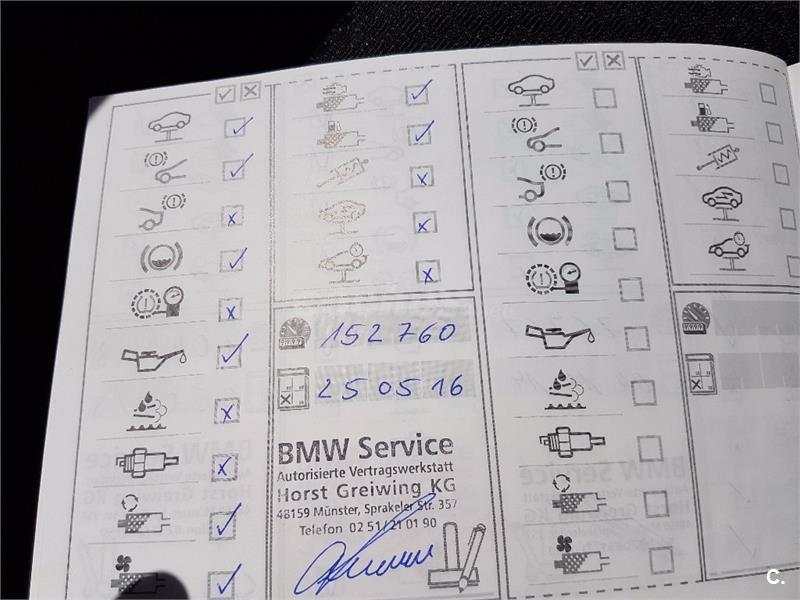 152760
250516
BMW Service
Autorisierte Vertragswerkstatt
Horst Greiwing KG
48159 Münster, Sprakeler Str. 357
Telefon 02 51/21 01 90
C.